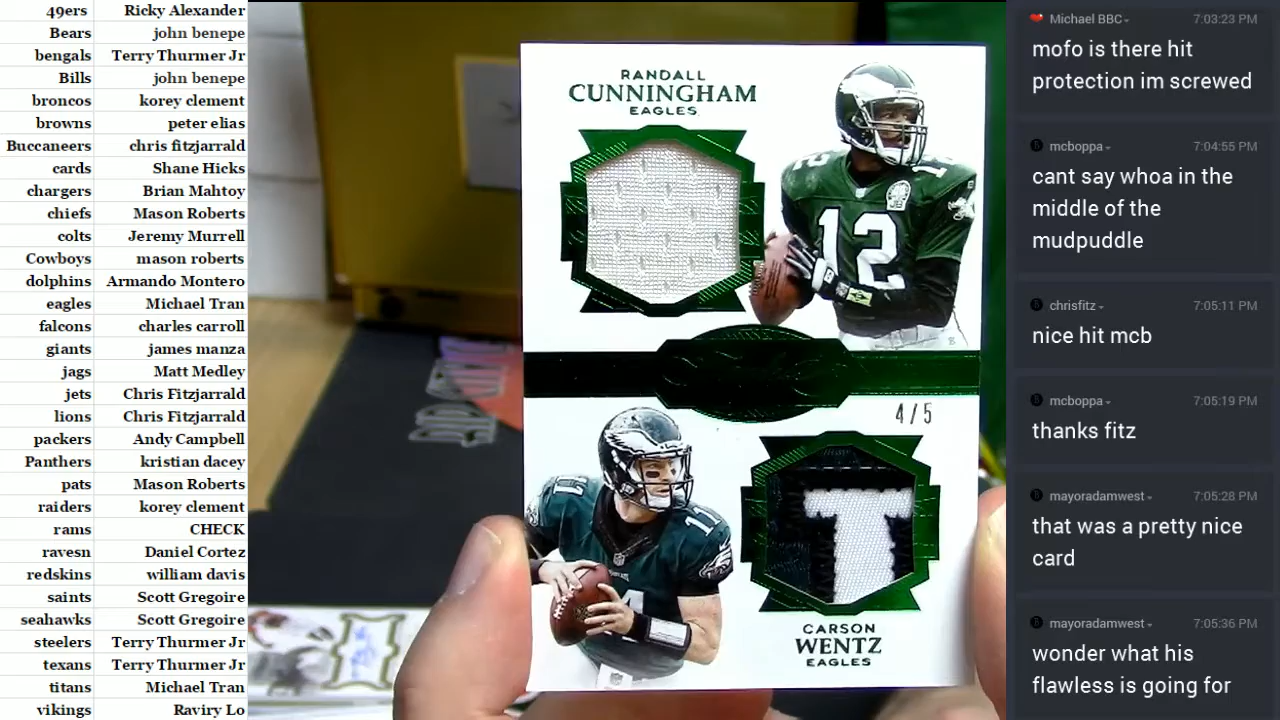 49ers Ricky Alexander
Bears john benepe
bengals Terry Thurmer Jr
Bills john benepe
broncos korey clement
browns peter elias
Buccaneers chris fitzjarrald
cards Shane Hicks
chargers Brian Mahtoy
chiefs Mason Roberts
colts Jeremy Murrell
Cowboys mason roberts
dolphins Armando Montero
eagles Michael Tran
falcons charles carroll
giants james manza
jags Matt Medley
jets Chris Fitzjarrald
lions Chris Fitzjarrald
packers Andy Campbell
Panthers kristian dacey
pats Mason Roberts
raiders korey clement
rams CHECK
ravesn Daniel Cortez
redskins william davis
saints Scott Gregoire
seahawks Scott Gregoire
steelers Terry Thurmer Jr
texans Terry Thurmer Jr
titans Michael Tran
vikings Raviry Lo
RANDALL
CUNNINGHAM
EAGLES
12
12
4/5
11
11
CARSON
WENTZ
EAGLES
Michael BBC 7:03:23 PM
mofo is there hit
protection im screwed
mcboppa 7:04:55 PM
cant say whoa in the
middle of the
mudpuddle
chrisfitz 7:05:11 PM
nice hit mcb
mcboppa 7:05:19 PM
thanks fitz
mayoradamwest 7:05:28 PM
that was a pretty nice
card
mayoradamwest 7:05:36 PM
wonder what his
flawless is going for